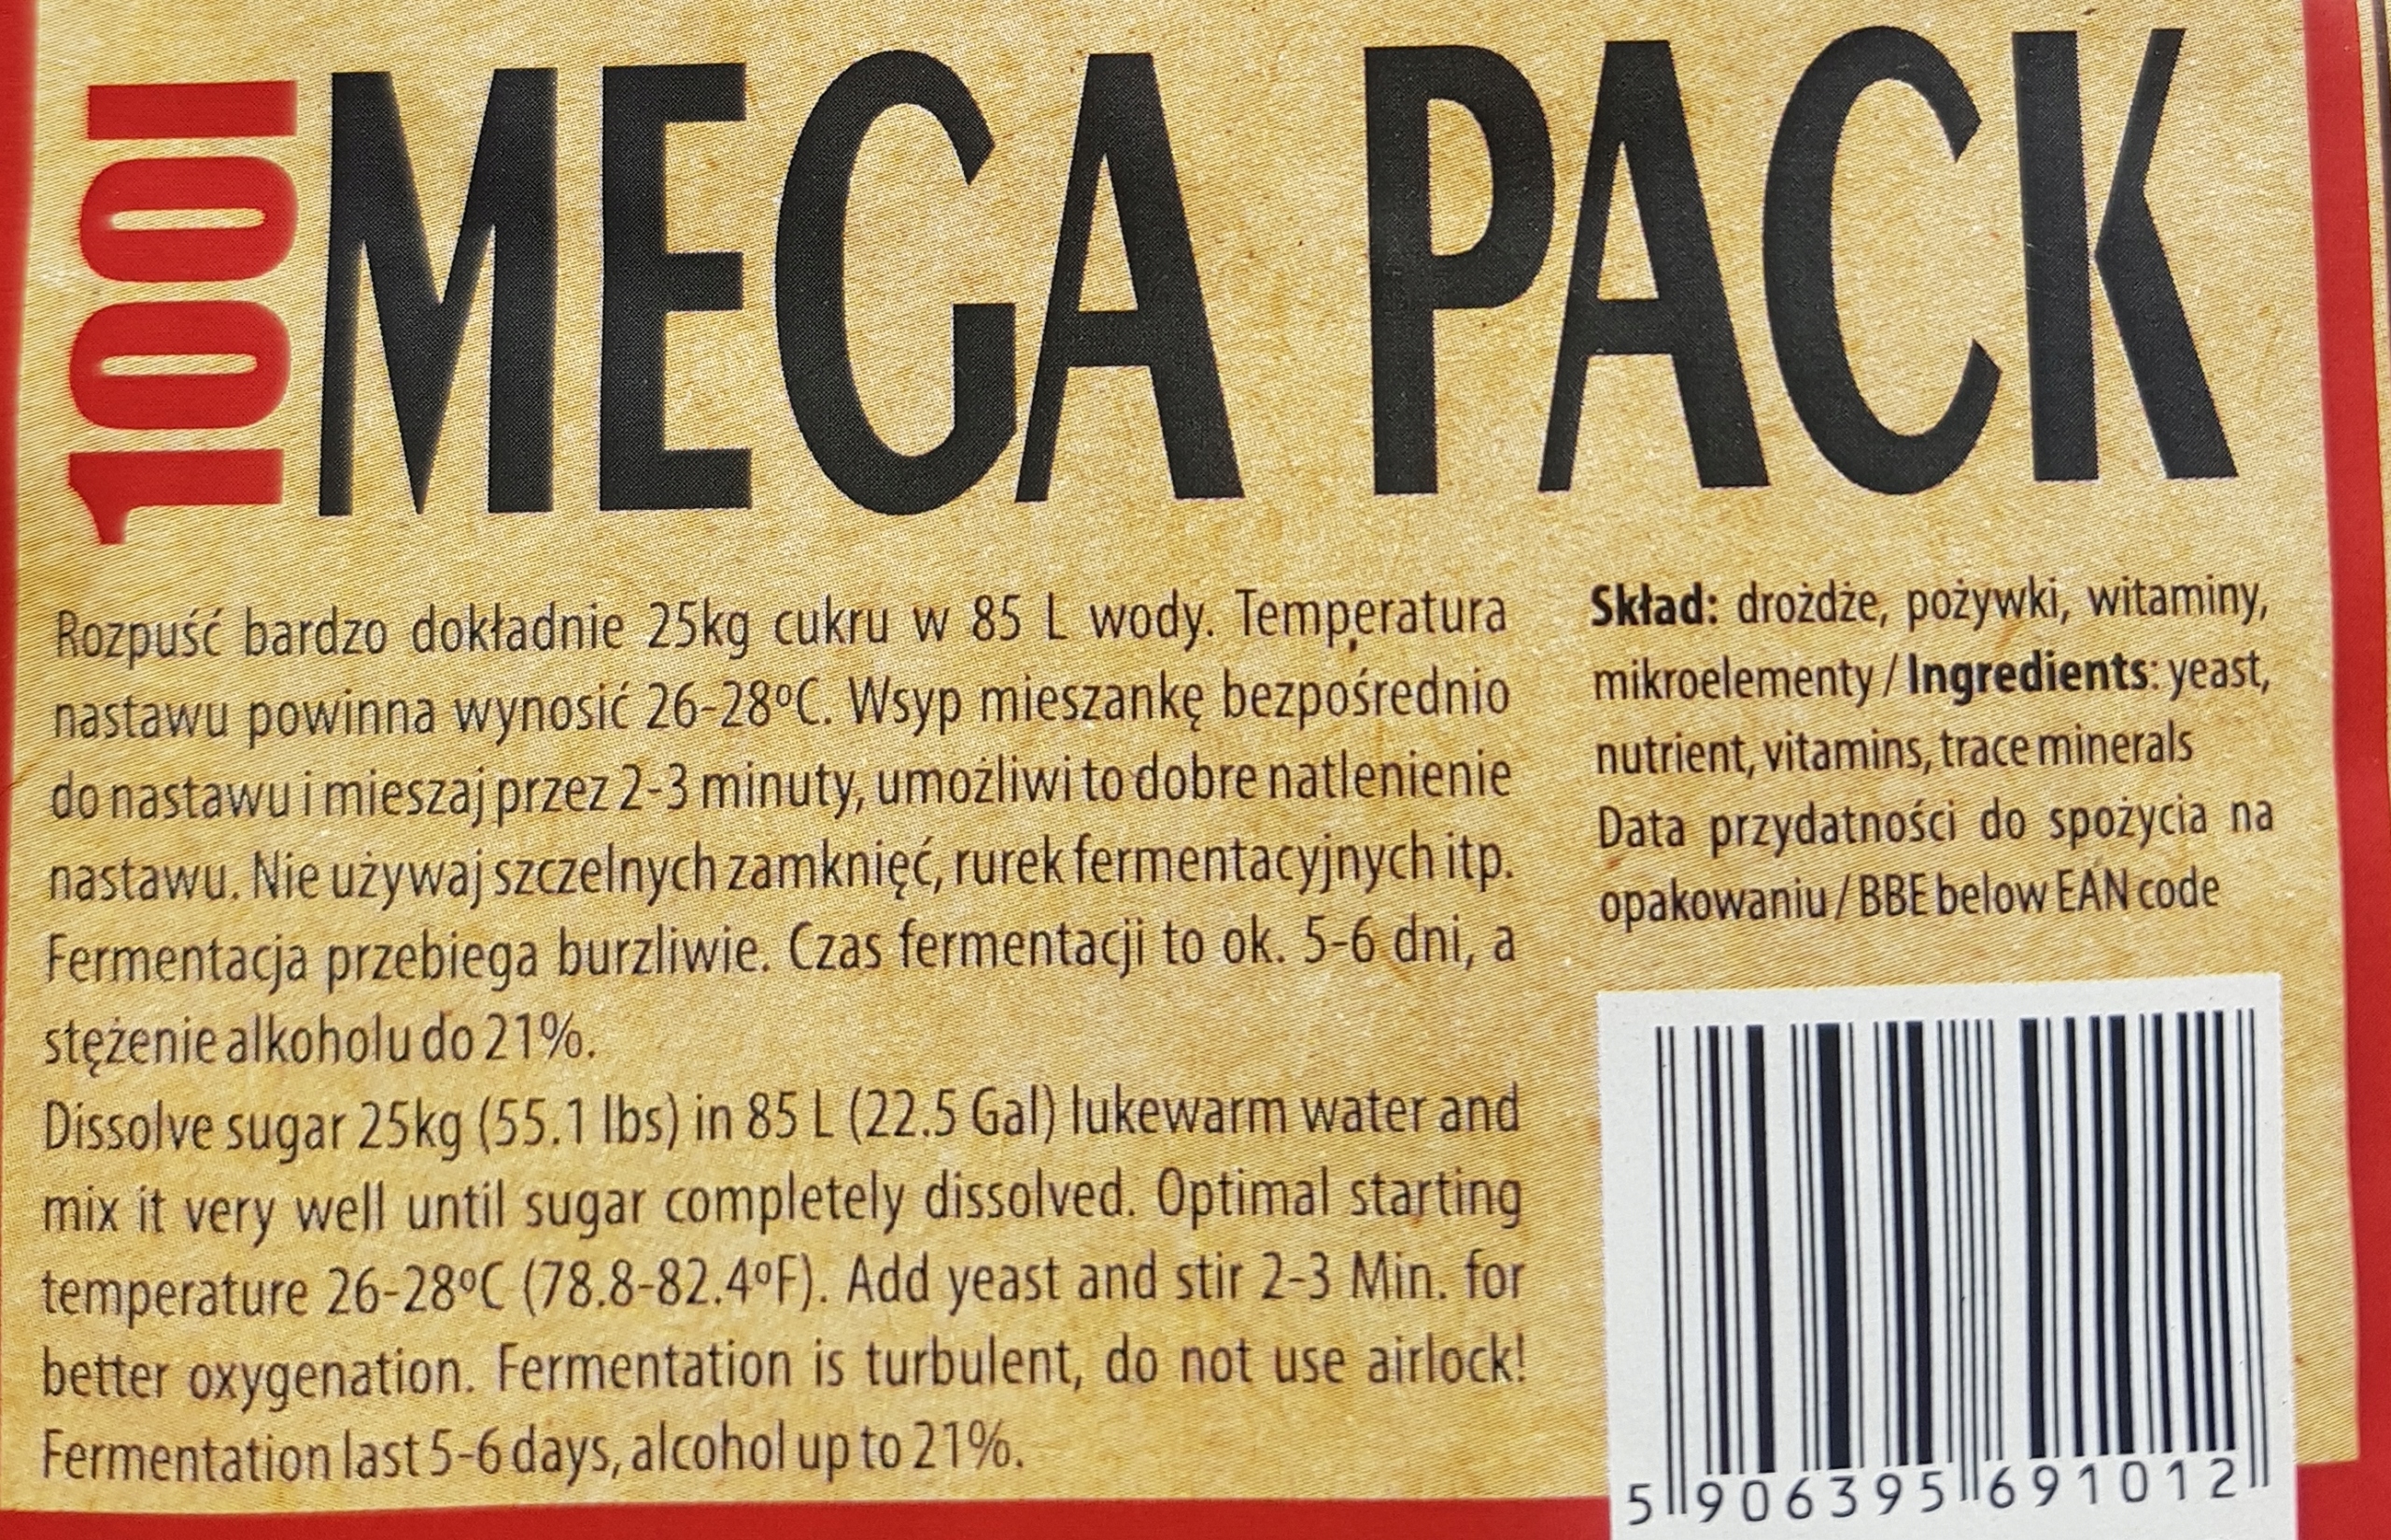 100l
MEGA PACK
Rozpuść bardzo dokładnie 25kg cukru w 85 L wody. Temperatura
nastawu powinna wynosić 26-28ºC. Wsyp mieszankę bezpośrednio
do nastawu i mieszaj przez 2-3 minuty, umożliwi to dobre natlenienie
nastawu. Nie używaj szczelnych zamknięć, rurek fermentacyjnych itp.
Fermentacja przebiega burzliwie. Czas fermentacji to ok. 5-6 dni, a
stężenie alkoholu do 21%.
Dissolve sugar 25kg (55.1 lbs) in 85 L (22.5 Gal) lukewarm water and
mix it very well until sugar completely dissolved. Optimal starting
temperature 26-28ºC (78.8-82.4ºF). Add yeast and stir 2-3 Min. for
better oxygenation. Fermentation is turbulent, do not use airlock!
Fermentation last 5-6 days, alcohol up to 21%.
Skład: drożdże, pożywki, witaminy,
mikroelementy / Ingredients: yeast,
nutrient, vitamins, trace minerals
Data przydatności do spożycia na
opakowaniu / BBE below EAN code
5 906395 691012